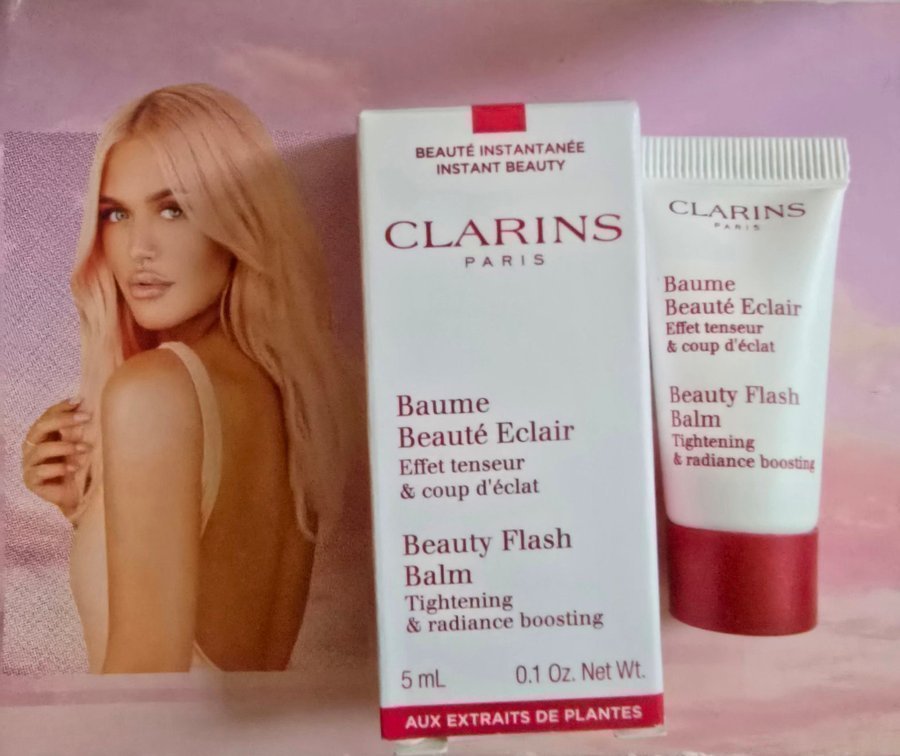 BEAUTÉ INSTANTANÉE
INSTANT BEAUTY
CLARINS
PARIS
Baume
Beauté Eclair
Effet tenseur
& coup d'éclat
Beauty Flash
Balm
Tightening
& radiance boosting
5 mL 0.1 Oz. Net Wt.
AUX EXTRAITS DE PLANTES
CLARINS
PARIS
Baume
Beauté Eclair
Effet tenseur
& coup d'éclat
Beauty Flash
Balm
Tightening
& radiance boosting